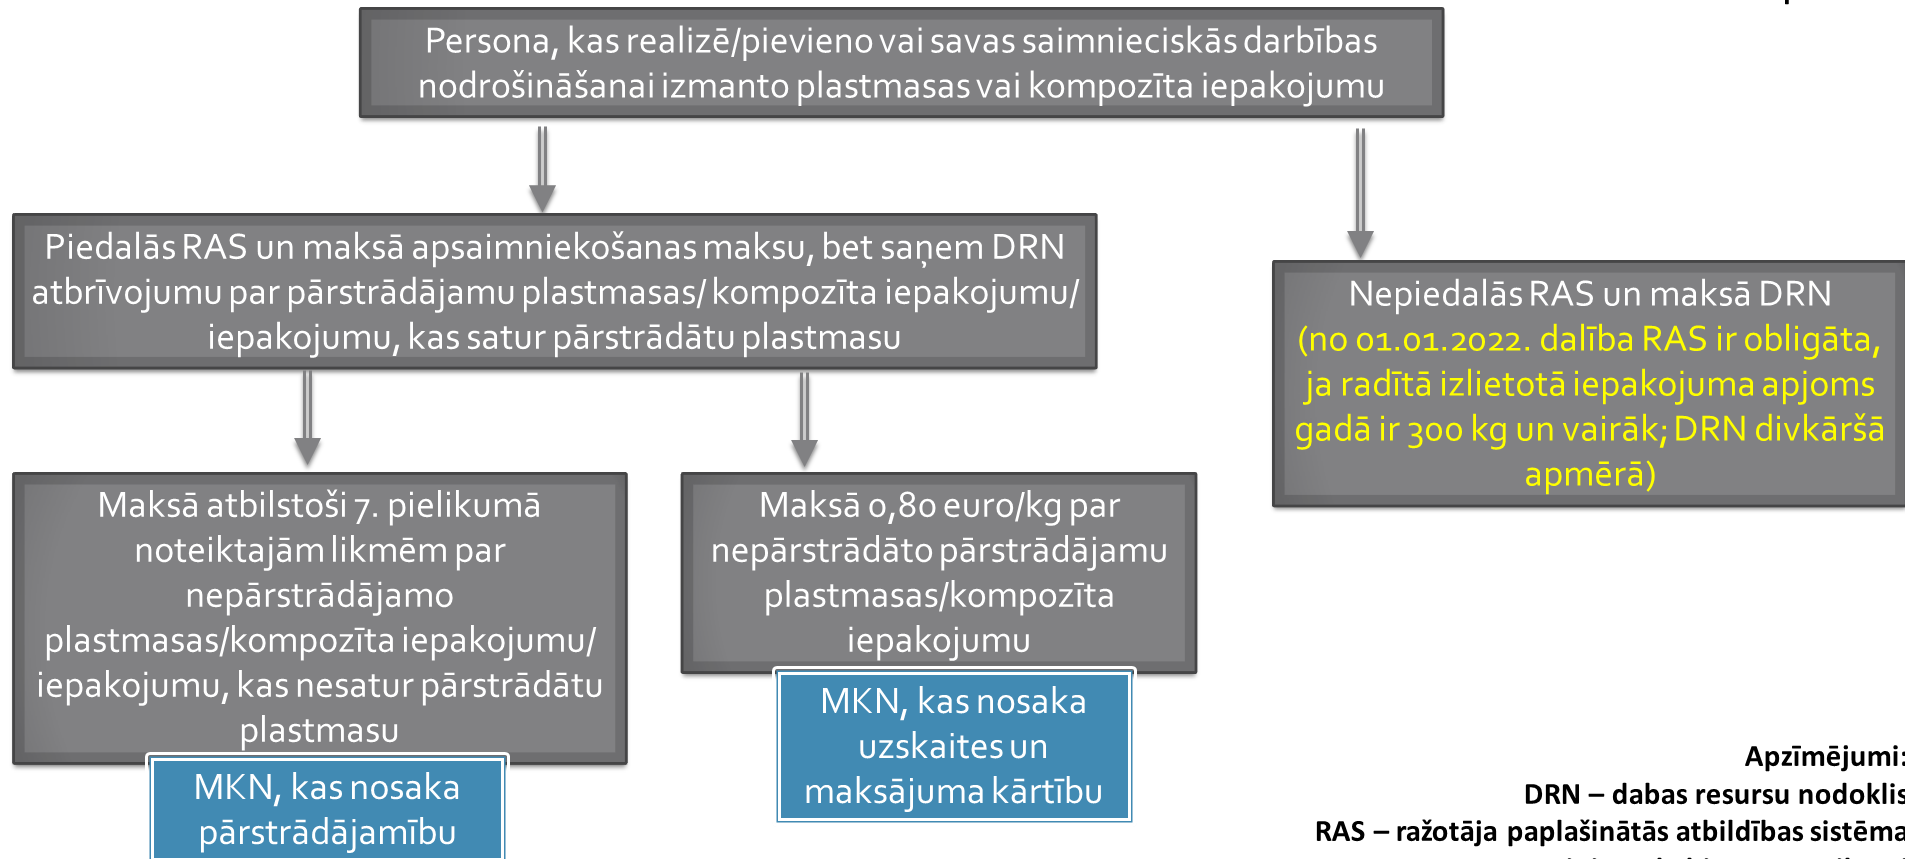 Persona, kas realizē/pievieno vai savas saimnieciskās darbības
nodrošināšanai izmanto plastmasas vai kompozīta iepakojumu
Piedalās RAS un maksā apsaimniekošanas maksu, bet saņem DRN
atbrīvojumu par pārstrādājamu plastmasas/ kompozīta iepakojumu/
iepakojumu, kas satur pārstrādātu plastmasu
Nepiedalās RAS un maksā DRN
(no 01.01.2022. dalība RAS ir obligāta,
ja radītā izlietotā iepakojuma apjoms
gadā ir 300 kg un vairāk; DRN divkāršā
apmērā)
Maksā atbilstoši 7. pielikumā
noteiktajām likmēm par
nepārstrādājamo
plastmasas/kompozīta iepakojumu/
iepakojumu, kas nesatur pārstrādātu
plastmasu
MKN, kas nosaka
pārstrādājamību
Maksā 0,80 euro/kg par
nepārstrādāto pārstrādājamu
plastmasas/kompozīta
iepakojumu
MKN, kas nosaka
uzskaites un
maksājuma kārtību
Apzīmējumi:
DRN – dabas resursu nodoklis
RAS – ražotāja paplašinātās atbildības sistēma